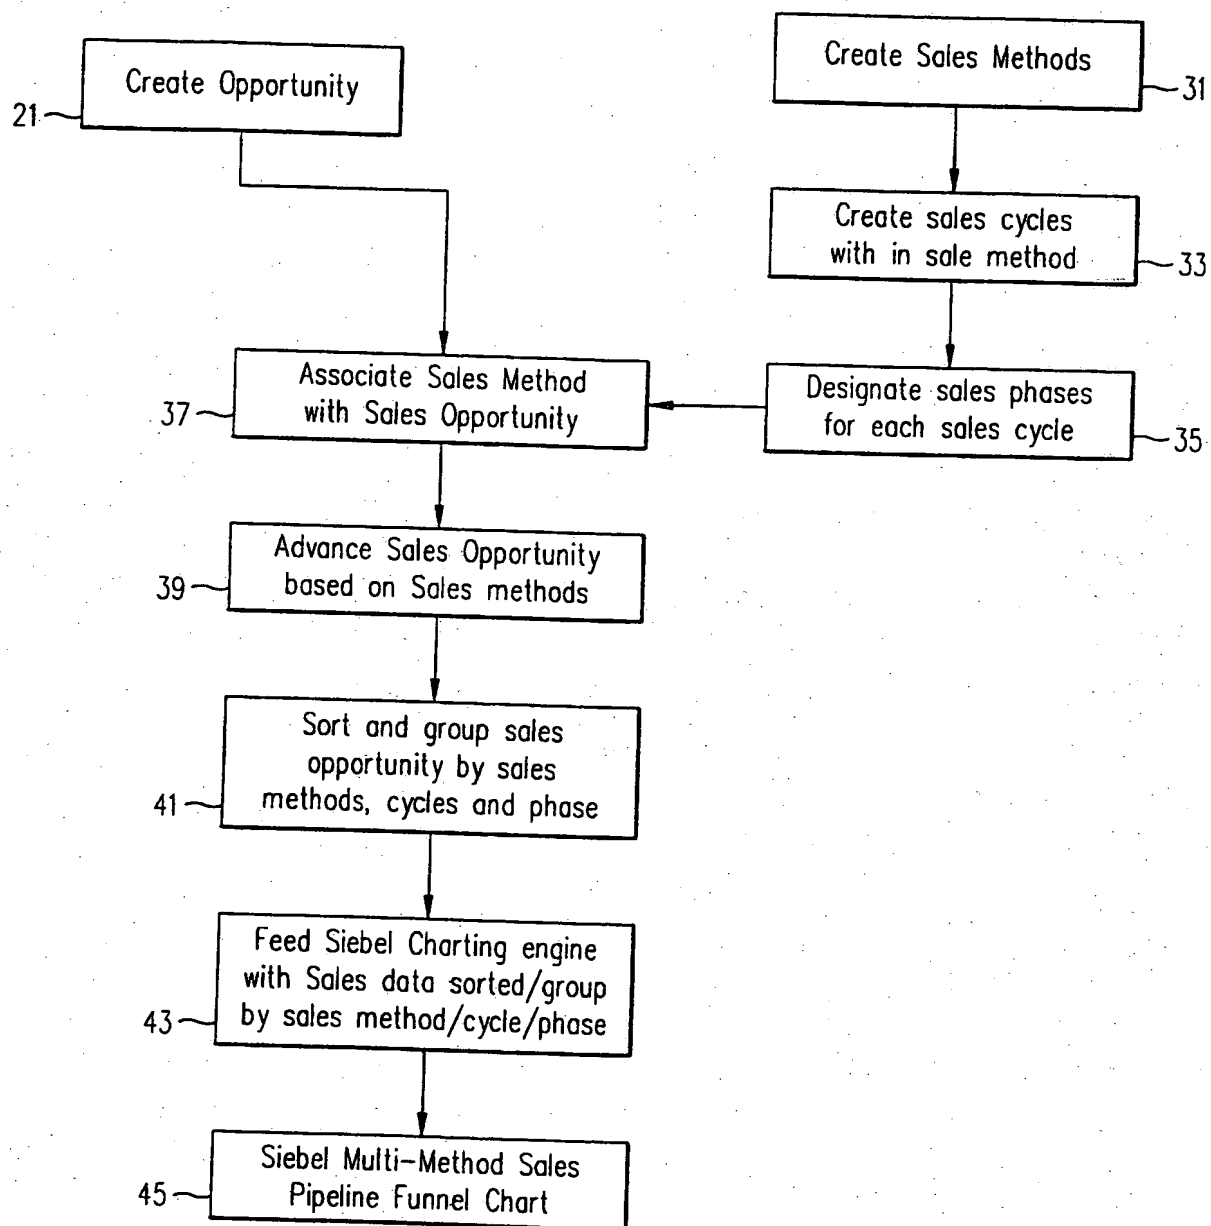 Create Opportunity
21
Create Sales Methods
31
Create sales cycles
with in sale method
33
Designate sales phases
for each sales cycle
35
Associate Sales Method
with Sales Opportunity
37
Advance Sales Opportunity
based on Sales methods
39
Sort and group sales
opportunity by sales
methods, cycles and phase
41
Feed Siebel Charting engine
with Sales data sorted/group
by sales method/cycle/phase
43
Siebel Multi-Method Sales
Pipeline Funnel Chart
45